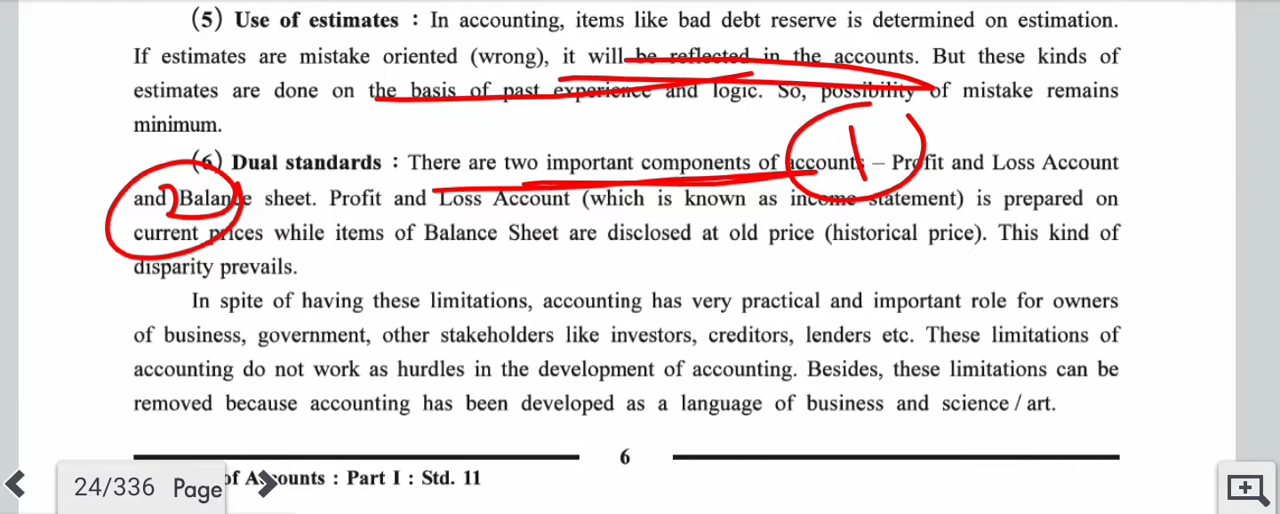 (5) Use of estimates : In accounting, items like bad debt reserve is determined on estimation.
If estimates are mistake oriented (wrong), it will be reflected in the accounts. But these kinds of
estimates are done on the basis of past experience and logic. So, possibility of mistake remains
minimum.
(6) Dual standards : There are two important components of accounts – Profit and Loss Account
1
and Balance sheet. Profit and Loss Account (which is known as income statement) is prepared on
2
current prices while items of Balance Sheet are disclosed at old price (historical price). This kind of
disparity prevails.
In spite of having these limitations, accounting has very practical and important role for owners
of business, government, other stakeholders like investors, creditors, lenders etc. These limitations of
accounting do not work as hurdles in the development of accounting. Besides, these limitations can be
removed because accounting has been developed as a language of business and science / art.
6
of Accounts : Part I : Std. 11
24/336 Page